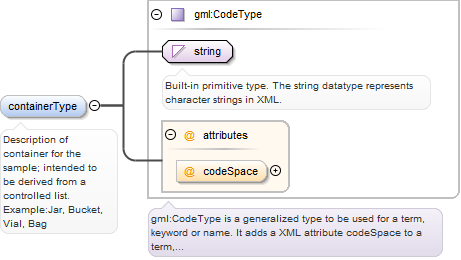 gml:CodeType
string
Built-in primitive type. The string datatype represents
character strings in XML.
containerType
Description of
container for the
sample; intended to
be derived from a
controlled list.
Example:Jar, Bucket,
Vial, Bag
@ attributes
@ codeSpace
gml:CodeType is a generalized type to be used for a term,
keyword or name. It adds a XML attribute codeSpace to a
term,...